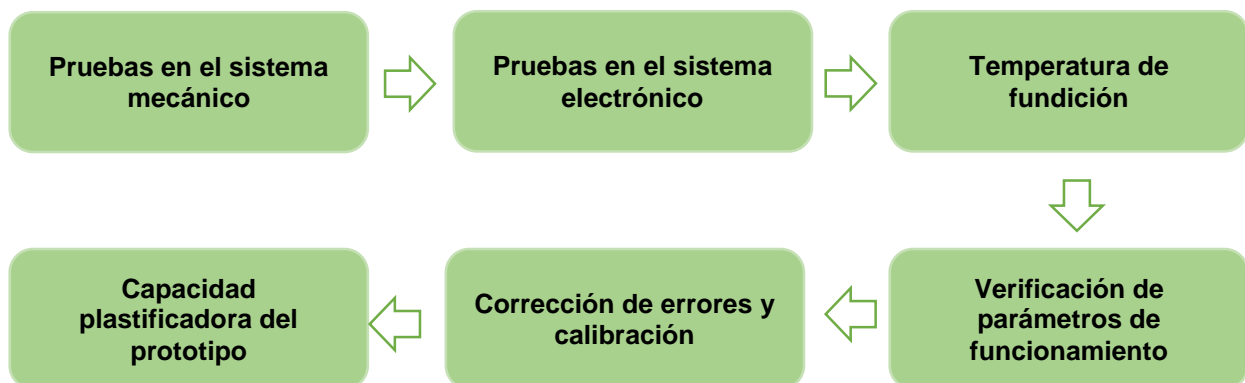 Pruebas en el sistema
mecánico
Pruebas en el sistema
electrónico
Temperatura de
fundición
Verificación de
parámetros de
funcionamiento
Corrección de errores y
calibración
Capacidad
plastificadora del
prototipo